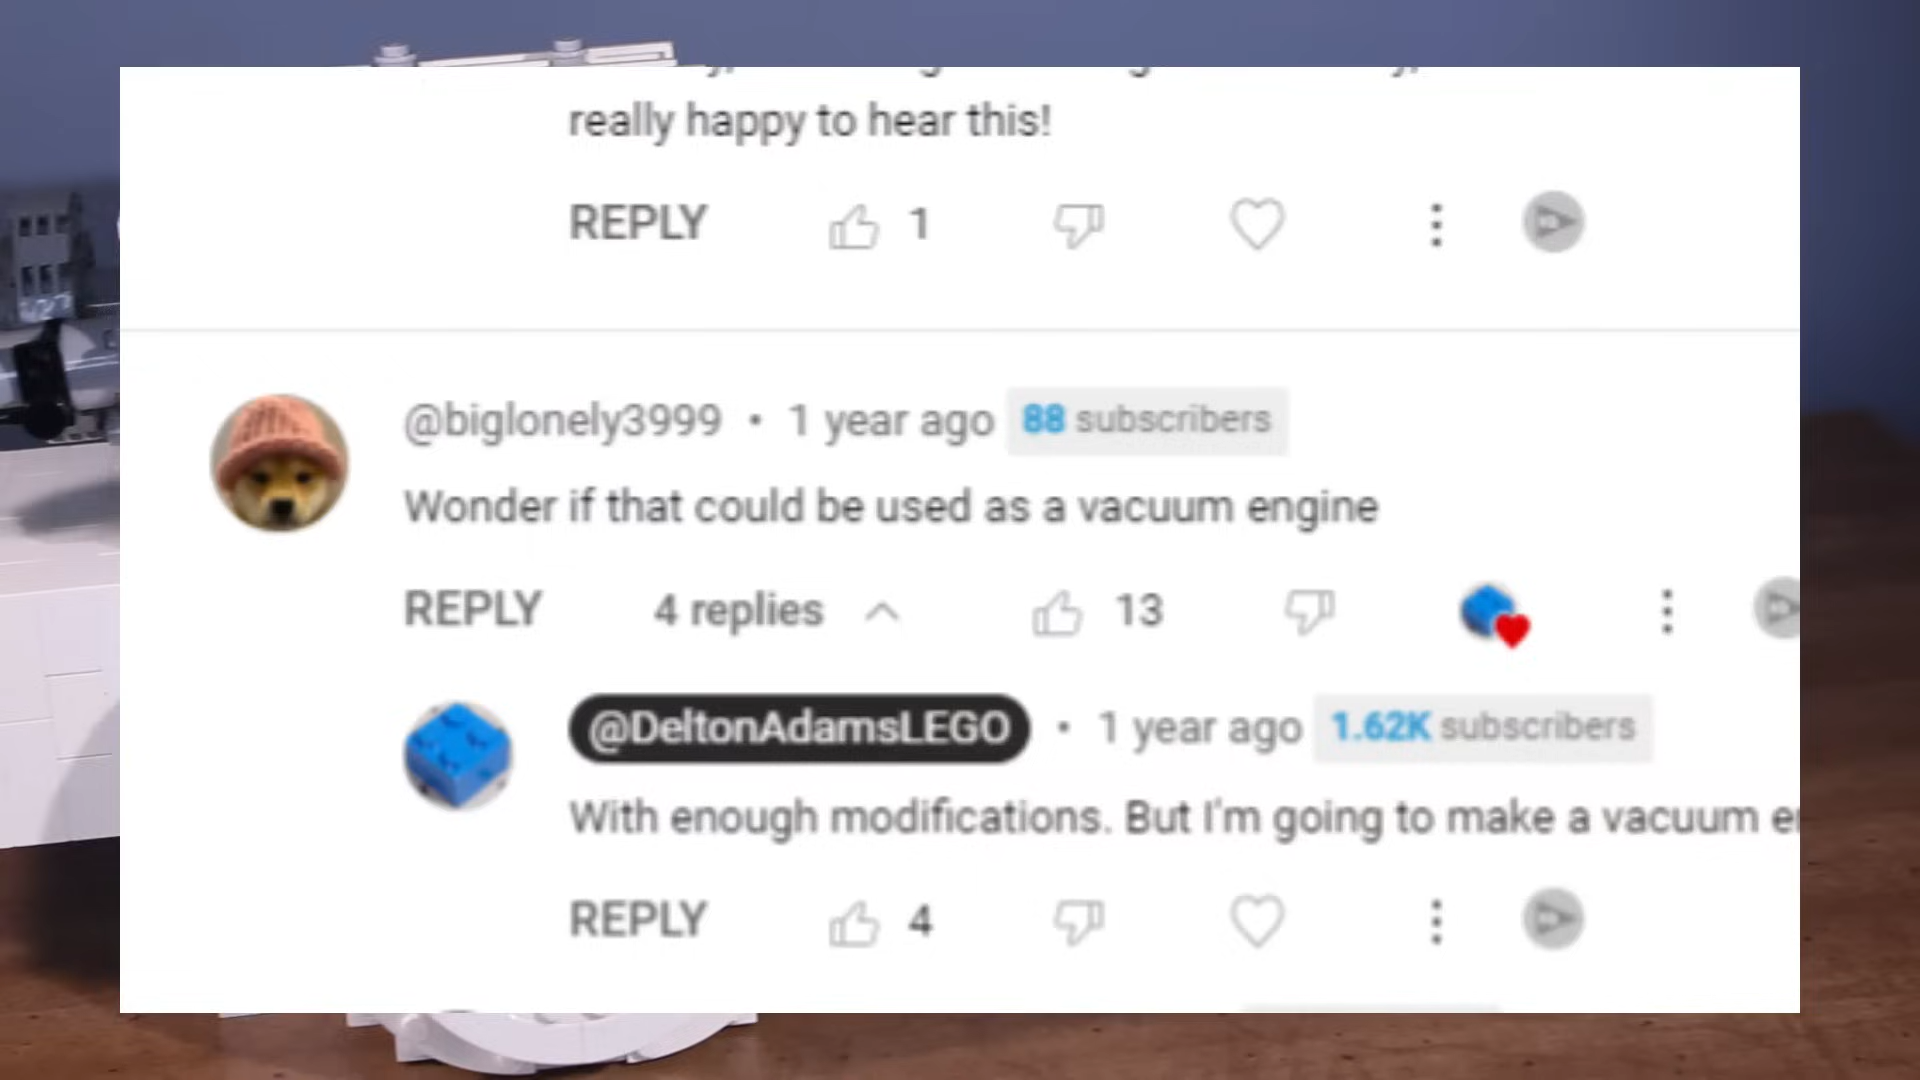 really happy to hear this!
REPLY 1
@biglonely3999 • 1 year ago 88 subscribers
Wonder if that could be used as a vacuum engine
REPLY 4 replies 13
@DeltonAdamsLEGO • 1 year ago 1.62K subscribers
With enough modifications. But I'm going to make a vacuum
REPLY 4